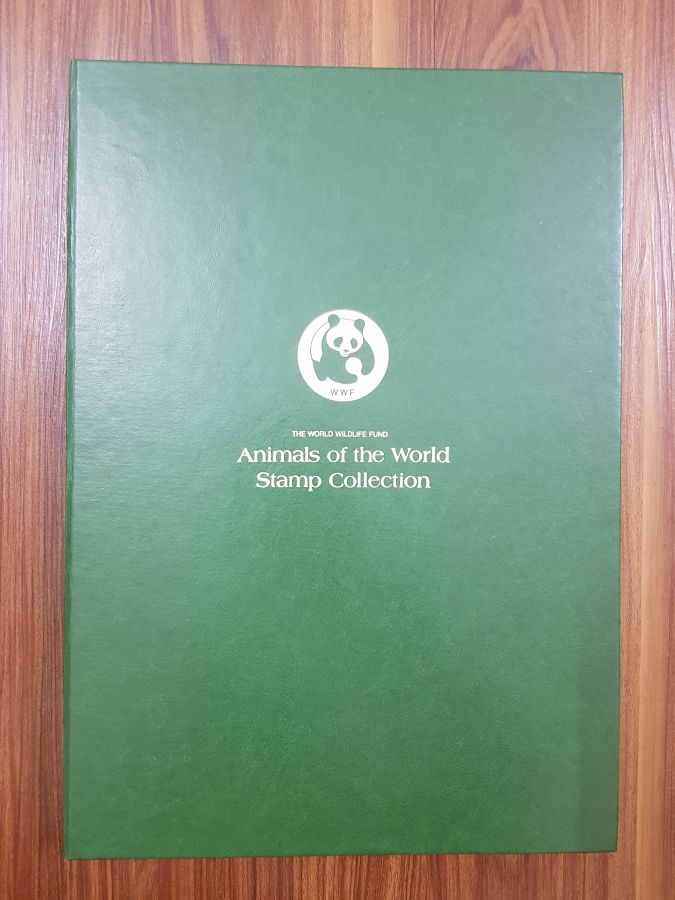 WWF
THE WORLD WILDLIFE FUND
Animals of the World
Stamp Collection